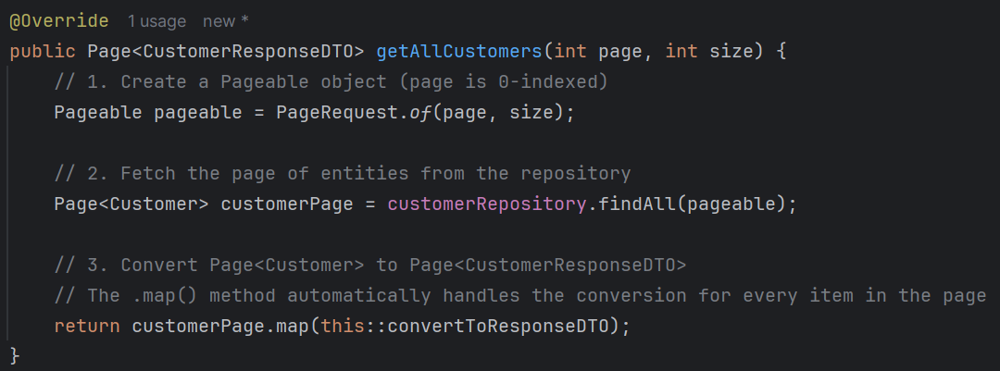 @Override 1 usage new *
public Page<CustomerResponseDTO> getAllCustomers(int page, int size) {
// 1. Create a Pageable object (page is 0-indexed)
Pageable pageable = PageRequest.of(page, size);
// 2. Fetch the page of entities from the repository
Page<Customer> customerPage = customerRepository.findAll(pageable);
// 3. Convert Page<Customer> to Page<CustomerResponseDTO>
// The .map() method automatically handles the conversion for every item in the page
return customerPage.map(this::convertToResponseDTO);
}